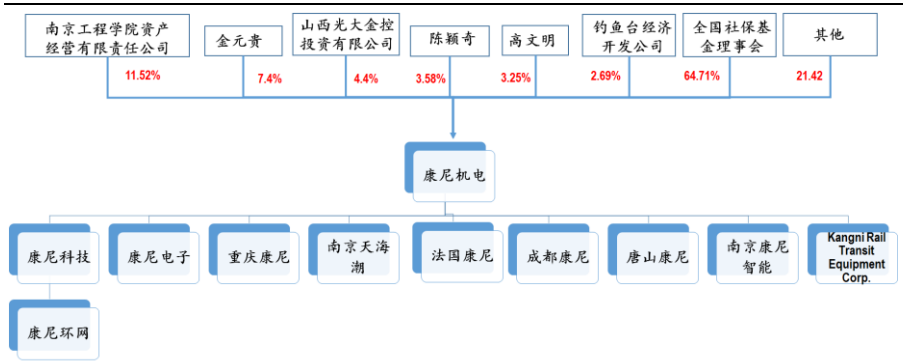 南京工程学院资产
经营有限责任公司
金元贵
山西光大金控
投资有限公司
陈颖奇
高文明
钓鱼台经济
开发公司
全国社保基
金理事会
其他
11.52%
7.4%
4.4%
3.58%
3.25%
2.69%
64.71%
21.42
康尼机电
康尼科技
康尼电子
重庆康尼
南京天海
潮
法国康尼
成都康尼
唐山康尼
南京康尼
智能
Kangni Rail
Transit
Equipment
Corp.
康尼环网